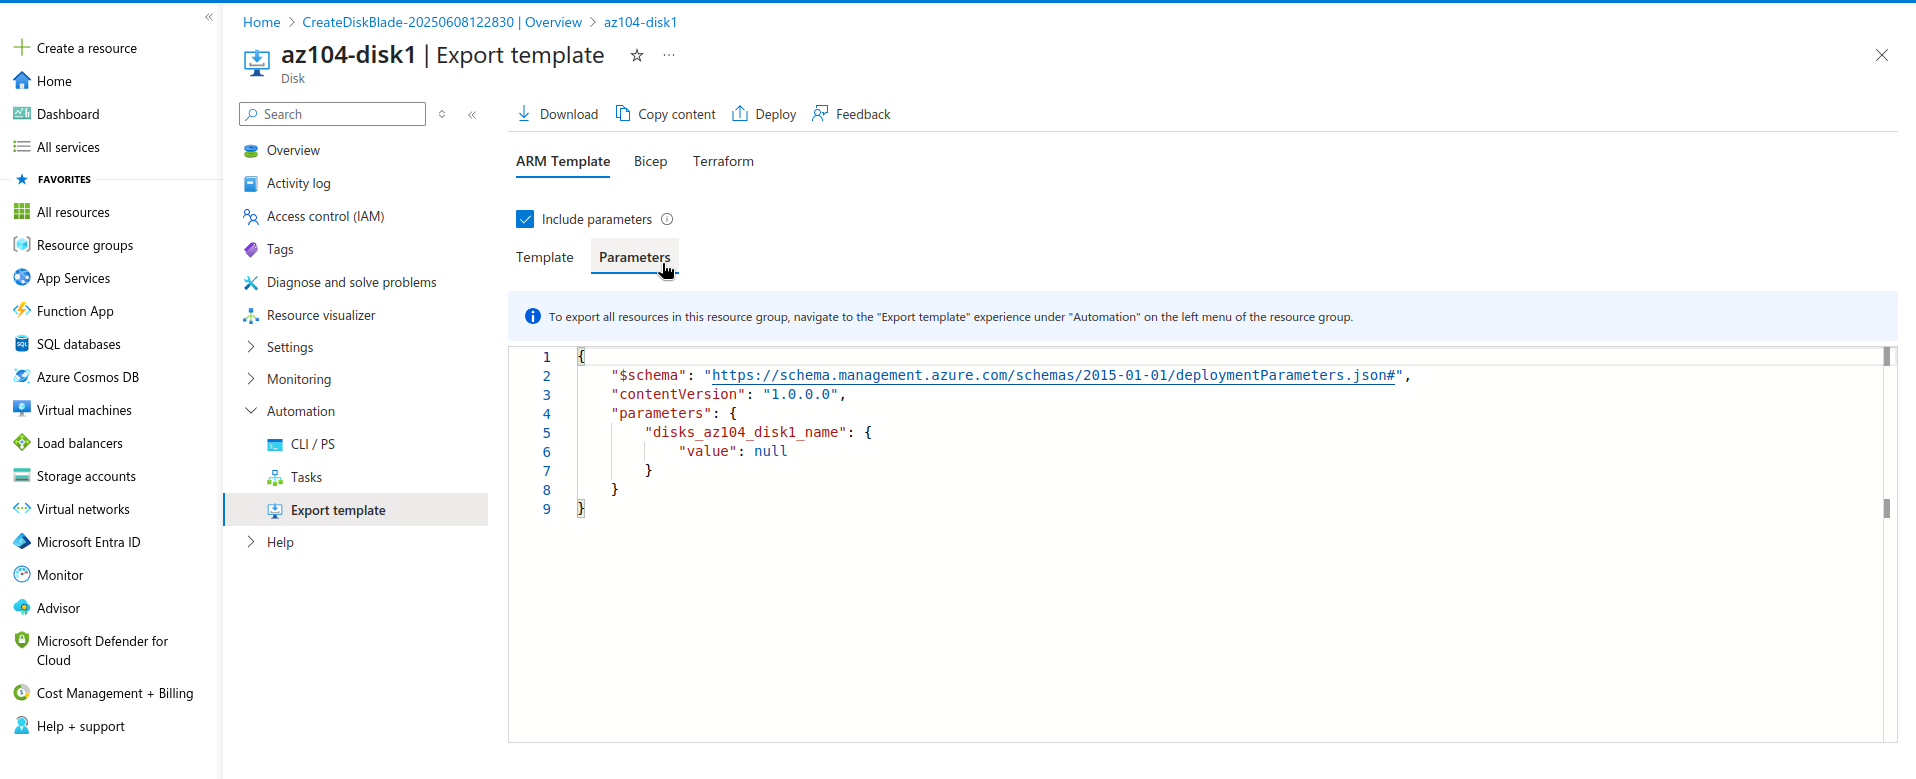 Home > CreateDiskBlade-20250608122830 | Overview > az104-disk1
az104-disk1 | Export template
Disk
Create a resource
Home
Dashboard
All services
FAVORITES
All resources
Resource groups
App Services
Function App
SQL databases
Azure Cosmos DB
Virtual machines
Load balancers
Storage accounts
Virtual networks
Microsoft Entra ID
Monitor
Advisor
Microsoft Defender for
Cloud
Cost Management + Billing
Help + support
Search
Overview
Activity log
Access control (IAM)
Tags
Diagnose and solve problems
Resource visualizer
Settings
Monitoring
Automation
CLI / PS
Tasks
Export template
Help
Download Copy content Deploy Feedback
ARM Template Bicep Terraform
Include parameters
Template Parameters
To export all resources in this resource group, navigate to the "Export template" experience under "Automation" on the left menu of the resource group.
1 {
2 "$schema": "https://schema.management.azure.com/schemas/2015-01-01/deploymentParameters.json#",
3 "contentVersion": "1.0.0.0",
4 "parameters": {
5 "disks_az104_disk1_name": {
6 "value": null
7 }
8 }
9 }